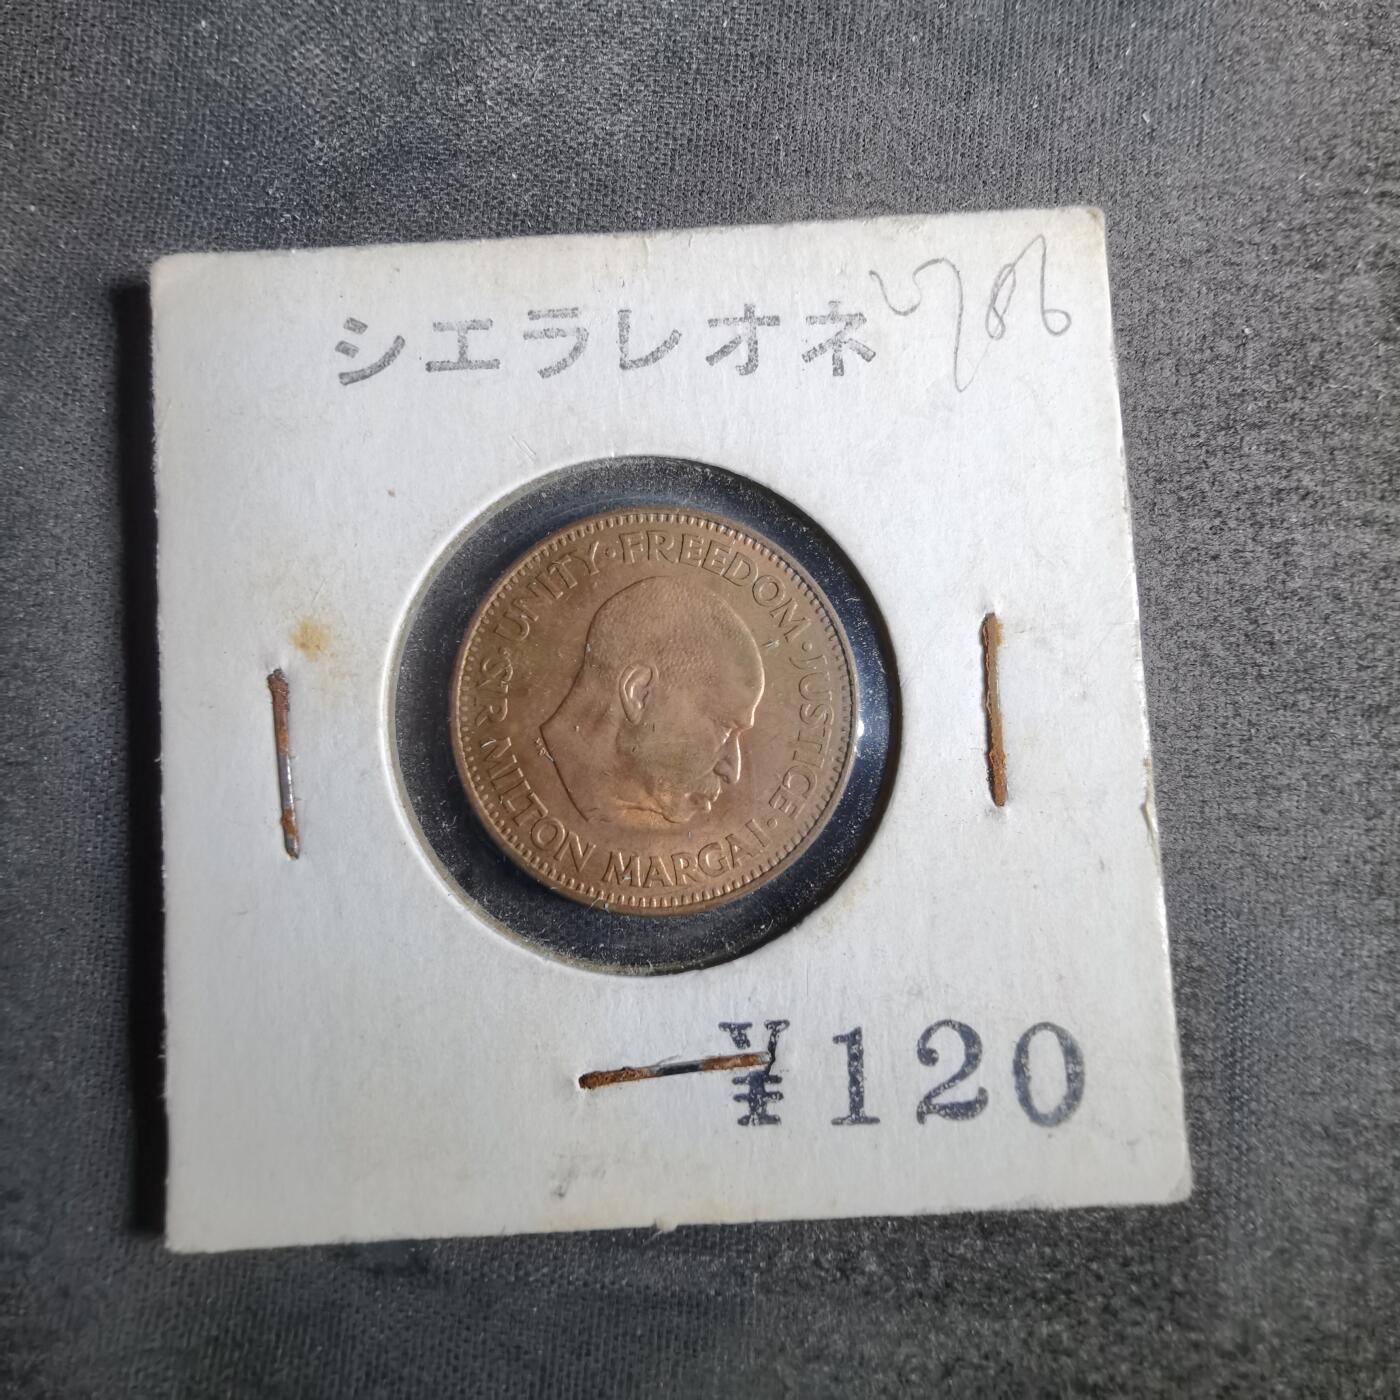 シエラレオネ
UNITY·FREEDOM·JUSTICE·
SIR MILTON MARGAI·
¥120